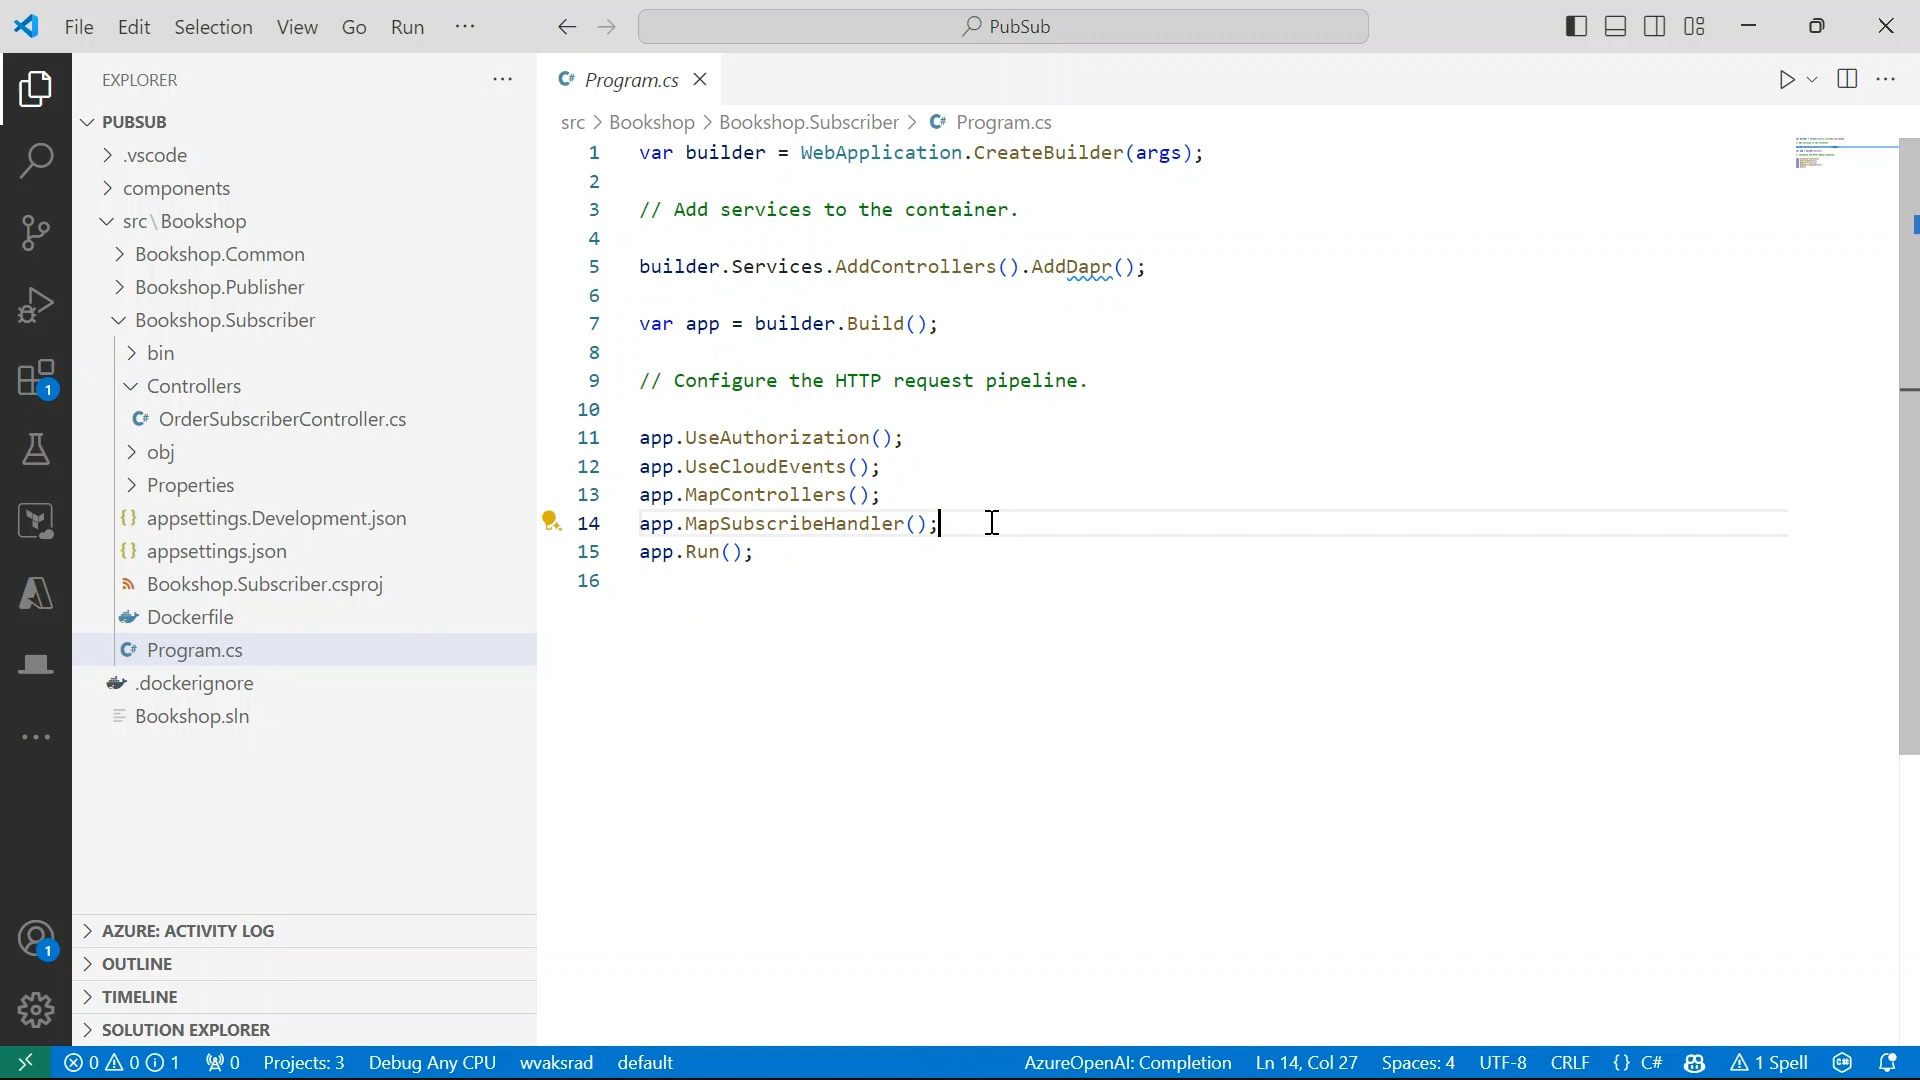 File Edit Selection View Go Run ···
PubSub
EXPLORER
PUBSUB
.vscode
components
src\Bookshop
Bookshop.Common
Bookshop.Publisher
Bookshop.Subscriber
bin
Controllers
C# OrderSubscriberController.cs
obj
Properties
{} appsettings.Development.json
{} appsettings.json
Bookshop.Subscriber.csproj
Dockerfile
C# Program.cs
.dockerignore
Bookshop.sln
AZURE: ACTIVITY LOG
OUTLINE
TIMELINE
SOLUTION EXPLORER
1
1
C# Program.cs
src > Bookshop > Bookshop.Subscriber > C# Program.cs
1 var builder = WebApplication.CreateBuilder(args);
2
3 // Add services to the container.
4
5 builder.Services.AddControllers().AddDapr();
6
7 var app = builder.Build();
8
9 // Configure the HTTP request pipeline.
10
11 app.UseAuthorization();
12 app.UseCloudEvents();
13 app.MapControllers();
14 app.MapSubscribeHandler();
15 app.Run();
16
0 0 1 0 Projects: 3 Debug Any CPU wvaksrad default AzureOpenAI: Completion Ln 14, Col 27 Spaces: 4 UTF-8 CRLF {} C# 1 Spell